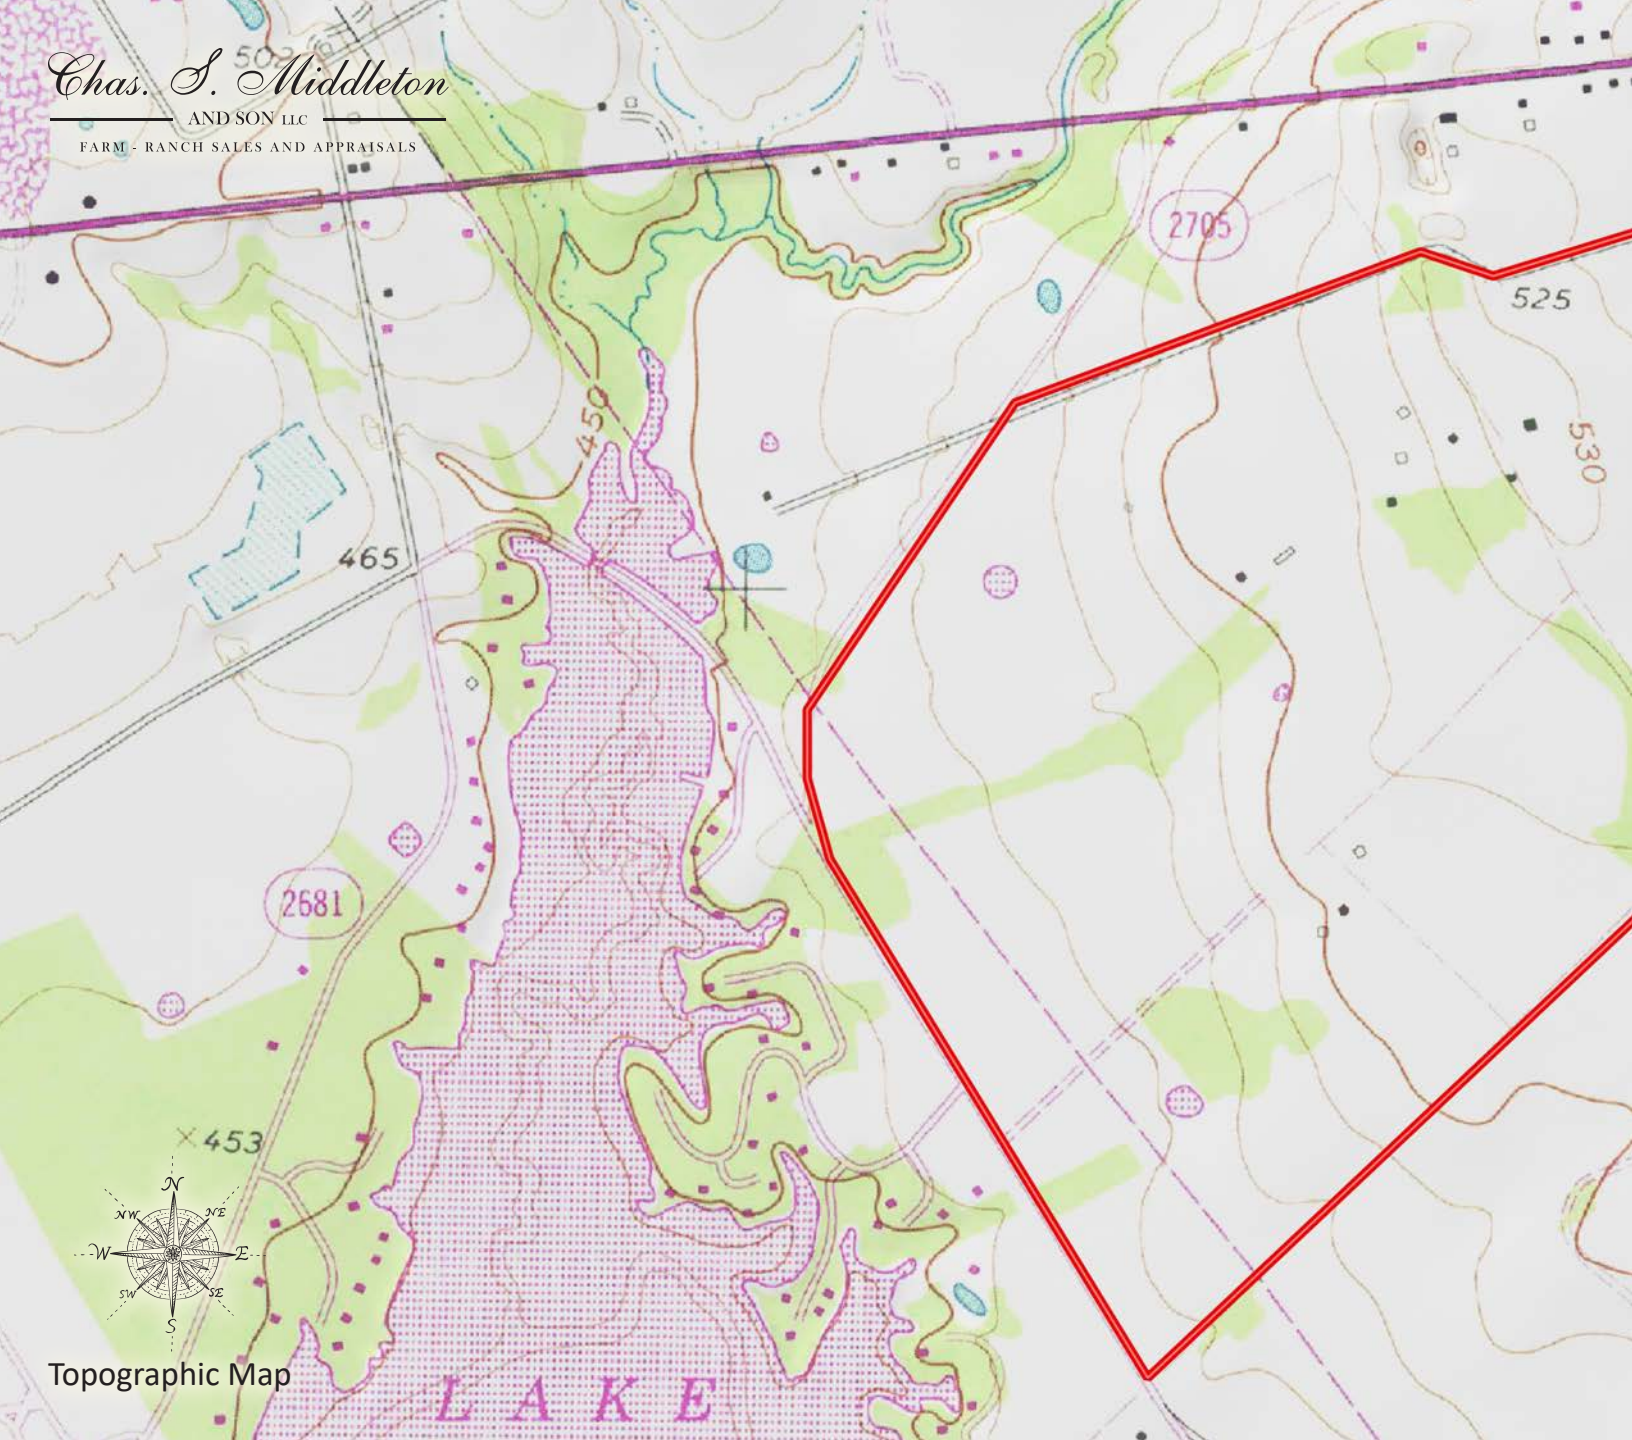 502
Chas. S. Middleton
AND SON LLC
FARM - RANCH SALES AND APPRAISALS
2705
525
450
530
465
2681
453
N
NW
NE
W
E
SW
SE
S
Topographic Map
LAKE